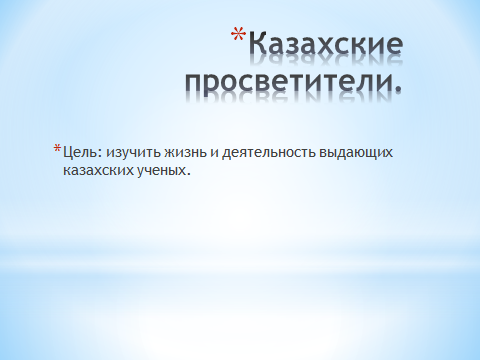 *Казахские
просветители.
*Цель: изучить жизнь и деятельность выдающих
казахских ученых.